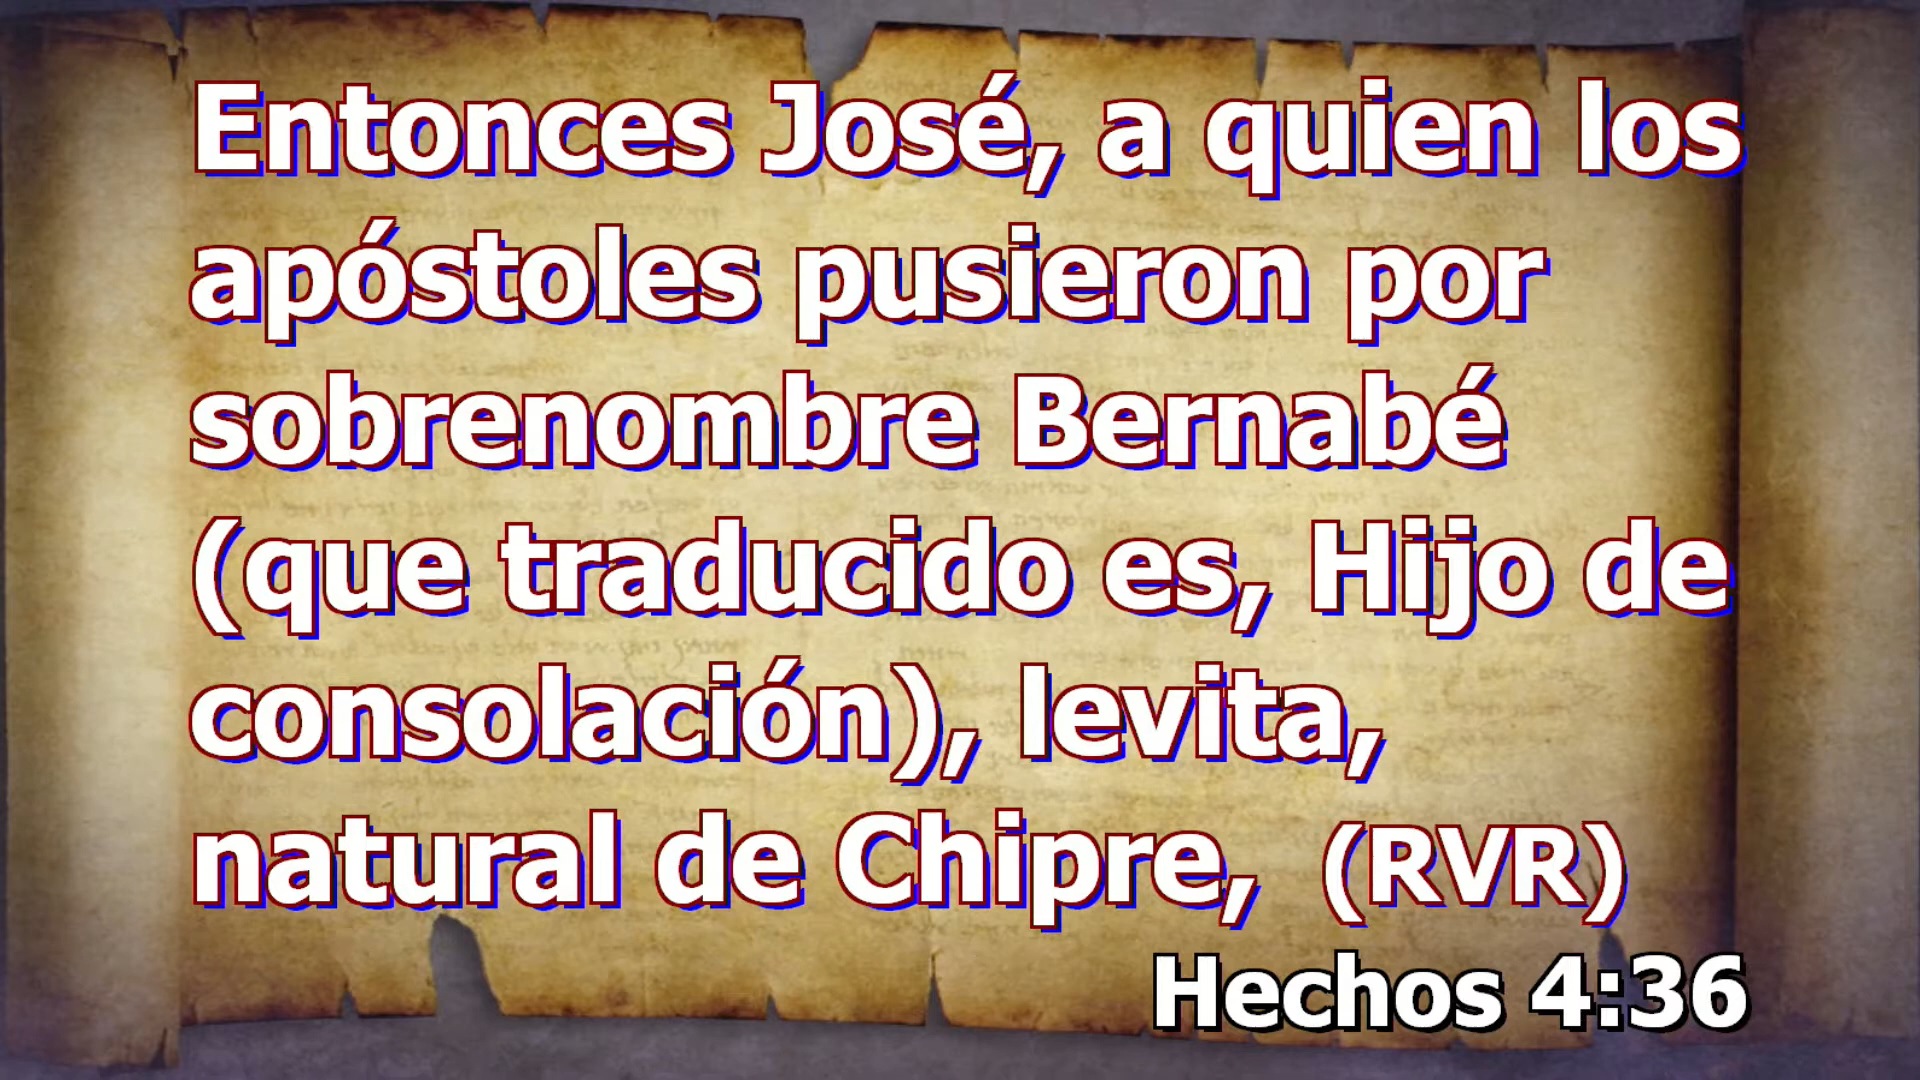 Entonces José, a quien los
apóstoles pusieron por
sobrenombre Bernabé
(que traducido es, Hijo de
consolación), levita,
natural de Chipre, (RVR)
Hechos 4:36